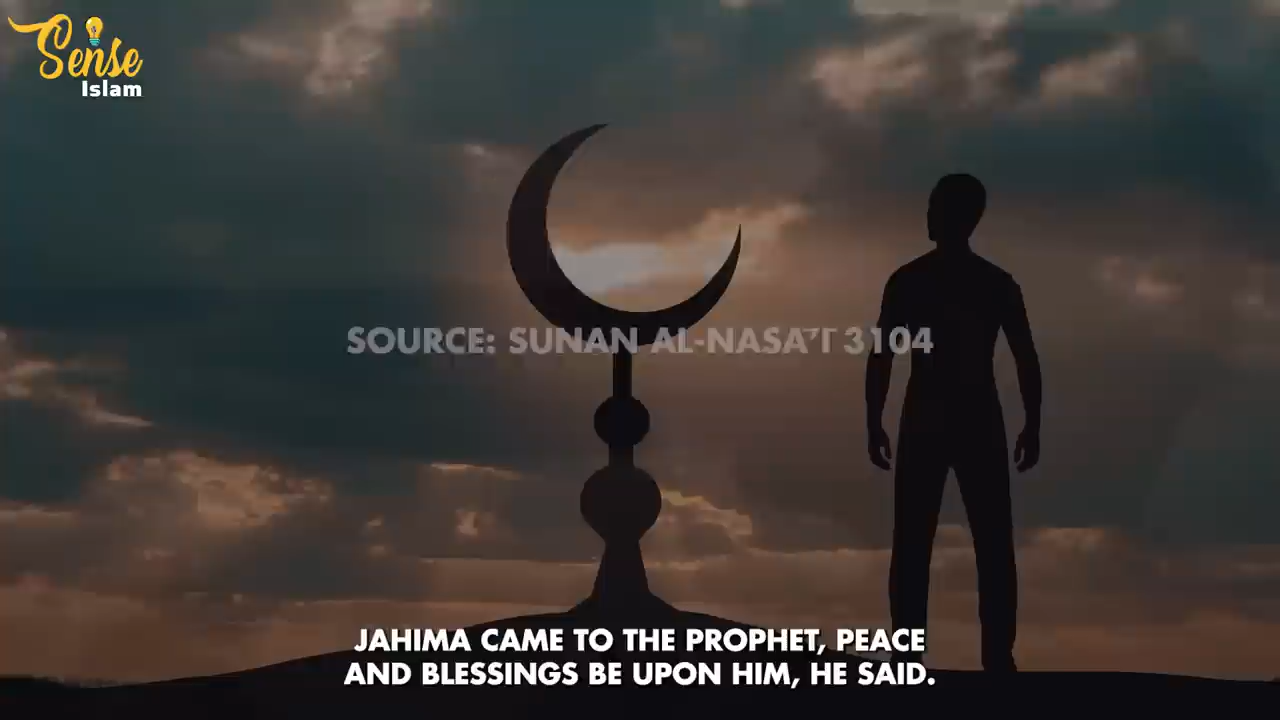 Sense
Islam
SOURCE: SUNAN AL-NASA'I 3104
JAHIMA CAME TO THE PROPHET, PEACE
AND BLESSINGS BE UPON HIM, HE SAID.